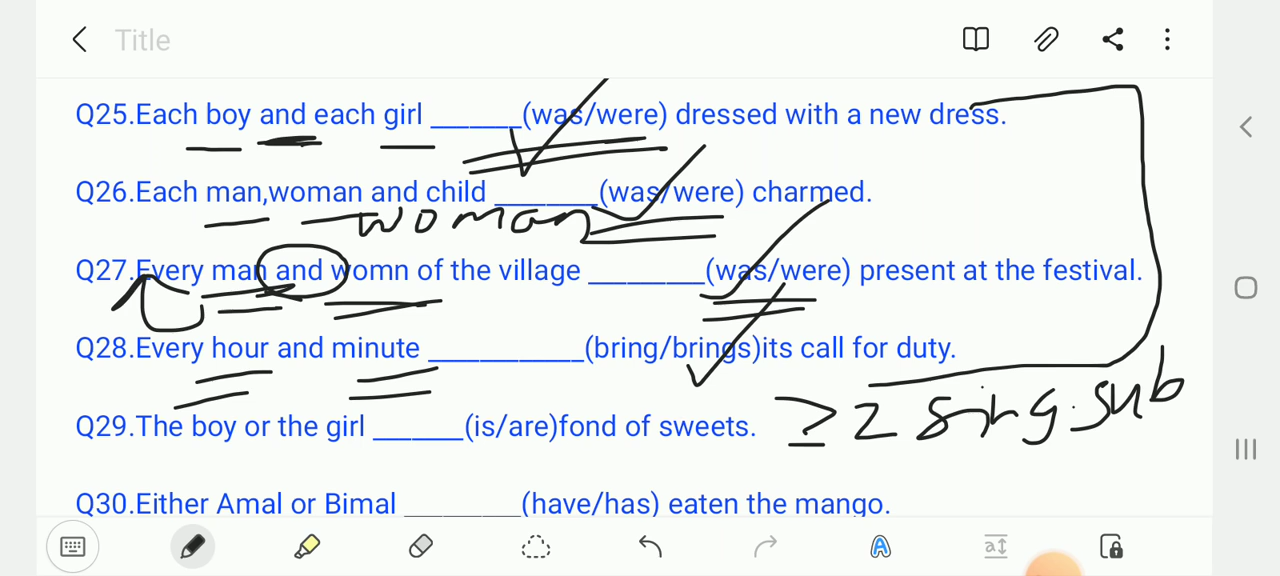 Title
Q25.Each boy and each girl ______(was/were) dressed with a new dress.
Q26.Each man,woman and child _______(was/were) charmed.
woman
Q27.Every man and womn of the village ________(was/were) present at the festival.
Q28.Every hour and minute __________(bring/brings)its call for duty.
≥2 sing.sub
Q29.The boy or the girl ______(is/are)fond of sweets.
Q30.Either Amal or Bimal ________(have/has) eaten the mango.